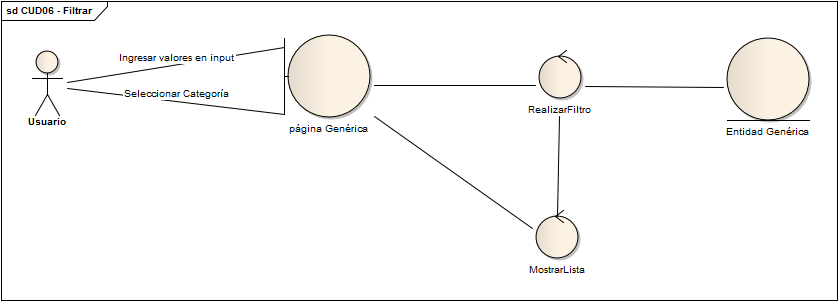 sd CUD06 - Filtrar
Ingresar valores en input
Seleccionar Categoría
Usuario
página Genérica
RealizarFiltro
Entidad Genérica
MostrarLista